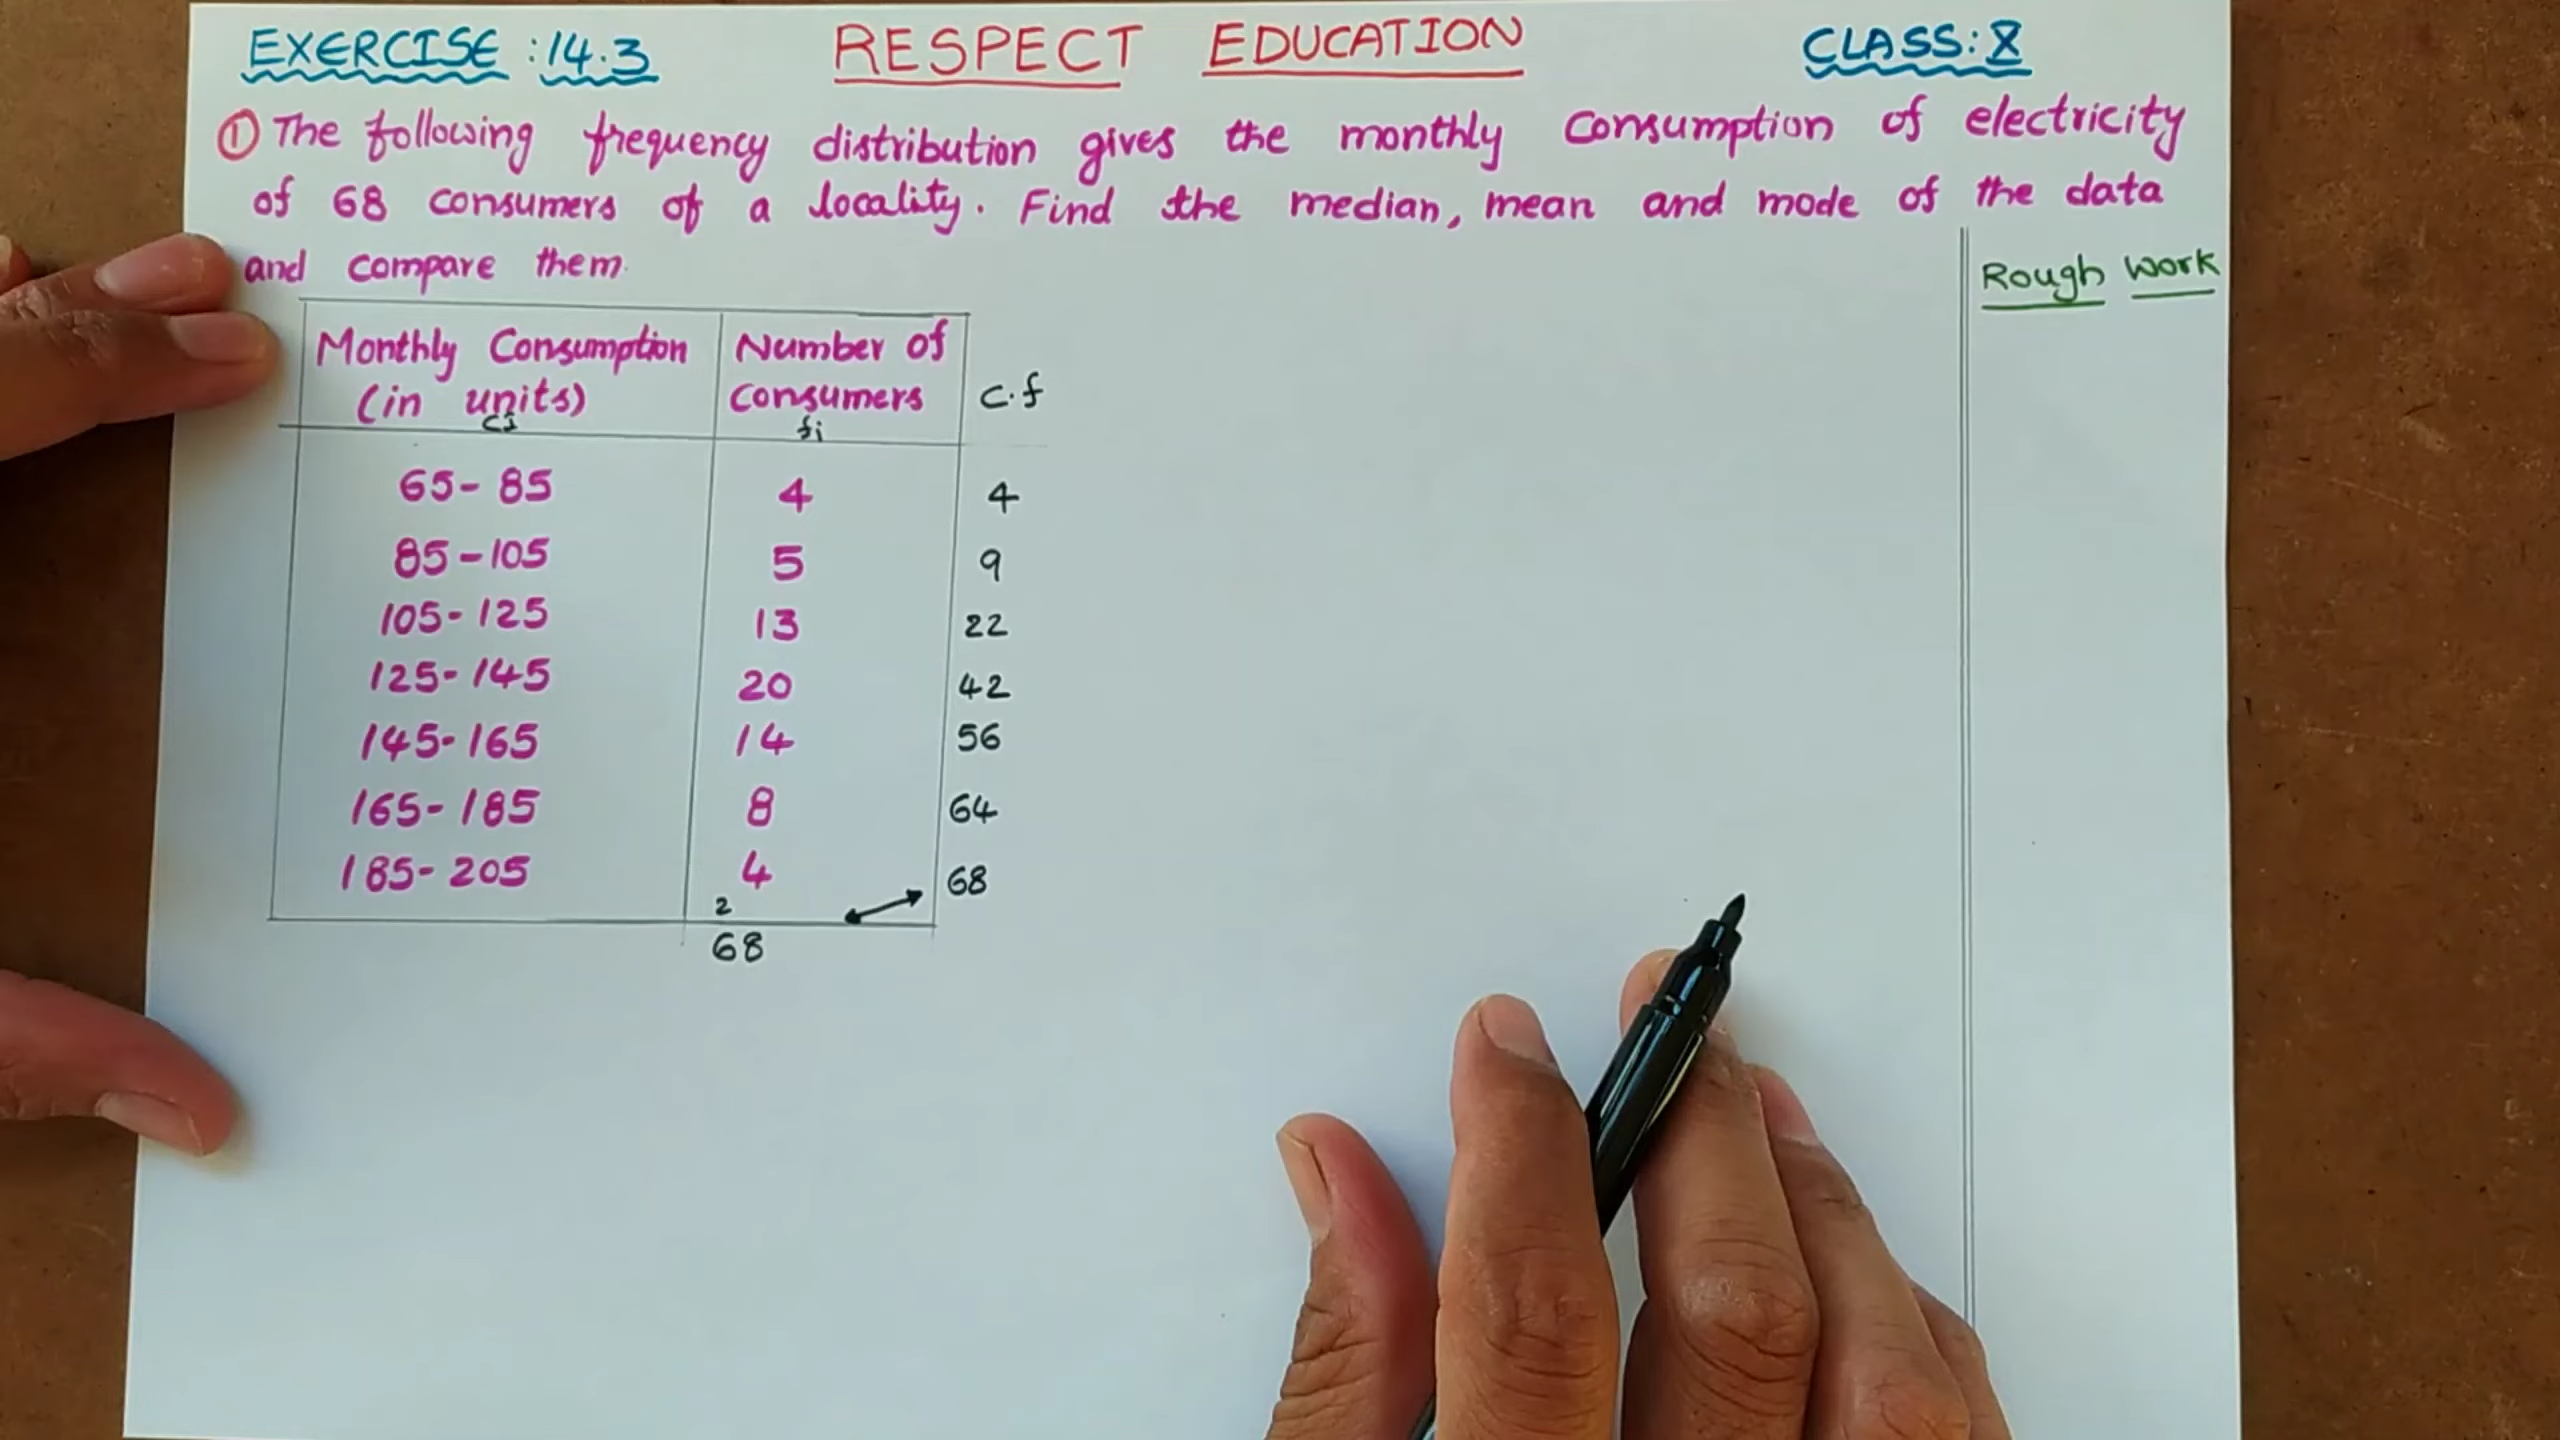 EXERCISE : 14.3 RESPECT EDUCATION CLASS: X
① The following frequency distribution gives the monthly consumption of electricity
of 68 consumers of a locality. Find the median, mean and mode of the data
and compare them.
Rough Work
Monthly Consumption Number of
(in units) consumers c.f
CI fi
65-85 4 4
85-105 5 9
105-125 13 22
125-145 20 42
145-165 14 56
165-185 8 64
185-205 4 68
2
68